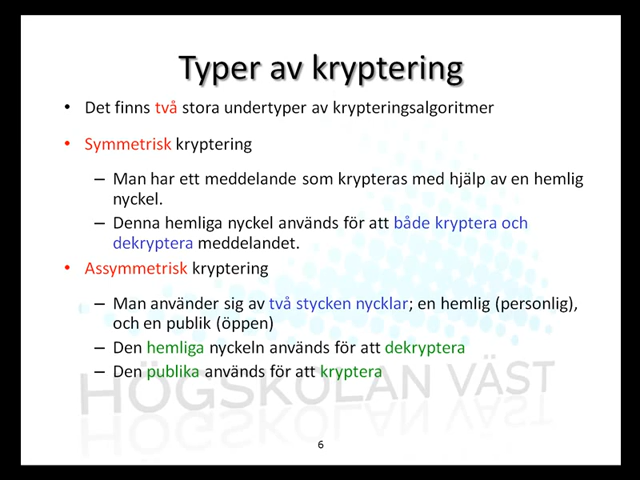 Typer av kryptering
• Det finns två stora undertyper av krypteringsalgoritmer
• Symmetrisk kryptering
– Man har ett meddelande som krypteras med hjälp av en hemlig
nyckel.
– Denna hemliga nyckel används för att både kryptera och
dekryptera meddelandet.
• Assymmetrisk kryptering
– Man använder sig av två stycken nycklar; en hemlig (personlig),
och en publik (öppen)
– Den hemliga nyckeln används för att dekryptera
– Den publika används för att kryptera
HÖGSKOLAN VÄST
6